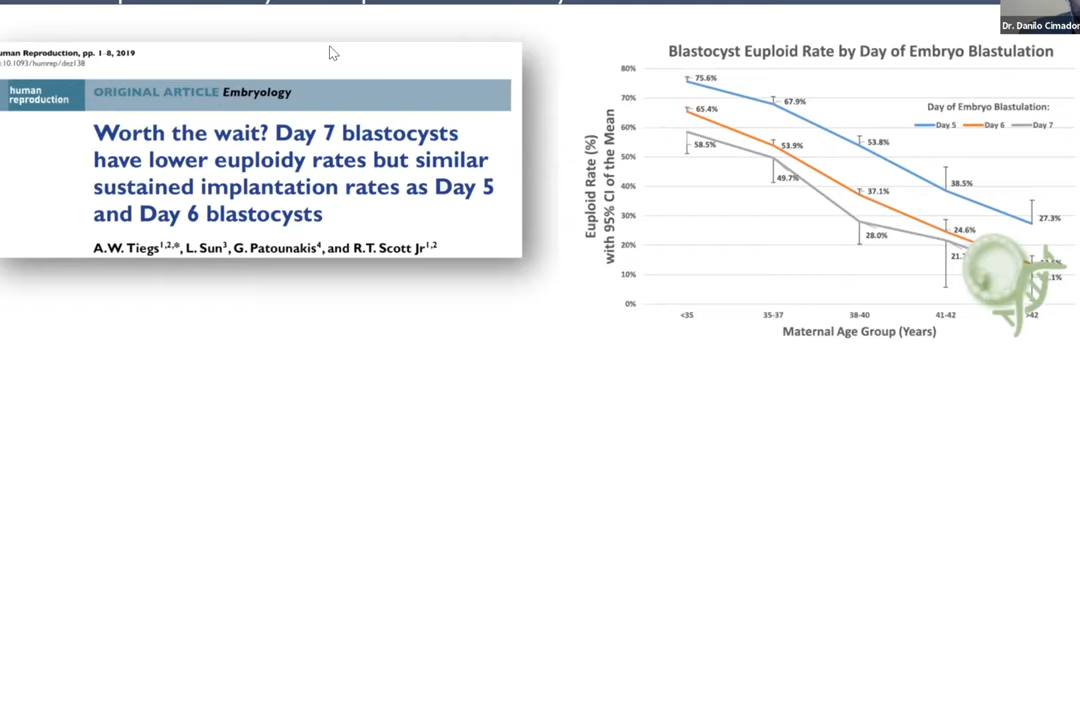 uman Reproduction, pp. 1–8, 2019
:10.1093/humrep/dez138
human
reproduction
ORIGINAL ARTICLE Embryology
Worth the wait? Day 7 blastocysts
have lower euploidy rates but similar
sustained implantation rates as Day 5
and Day 6 blastocysts
A.W. Tiegs1,2,*, L. Sun3, G. Patounakis4, and R.T. Scott Jr1,2
Dr. Danilo Cimador
Blastocyst Euploid Rate by Day of Embryo Blastulation
Euploid Rate (%)
with 95% CI of the Mean
80%
70%
60%
50%
40%
30%
20%
10%
0%
Day of Embryo Blastulation:
Day 5 Day 6 Day 7
75.6%
67.9%
65.4%
58.5%
53.9%
53.8%
49.7%
37.1%
38.5%
28.0%
24.6%
27.3%
21.
.1%
<35 35-37 38-40 41-42 >42
Maternal Age Group (Years)